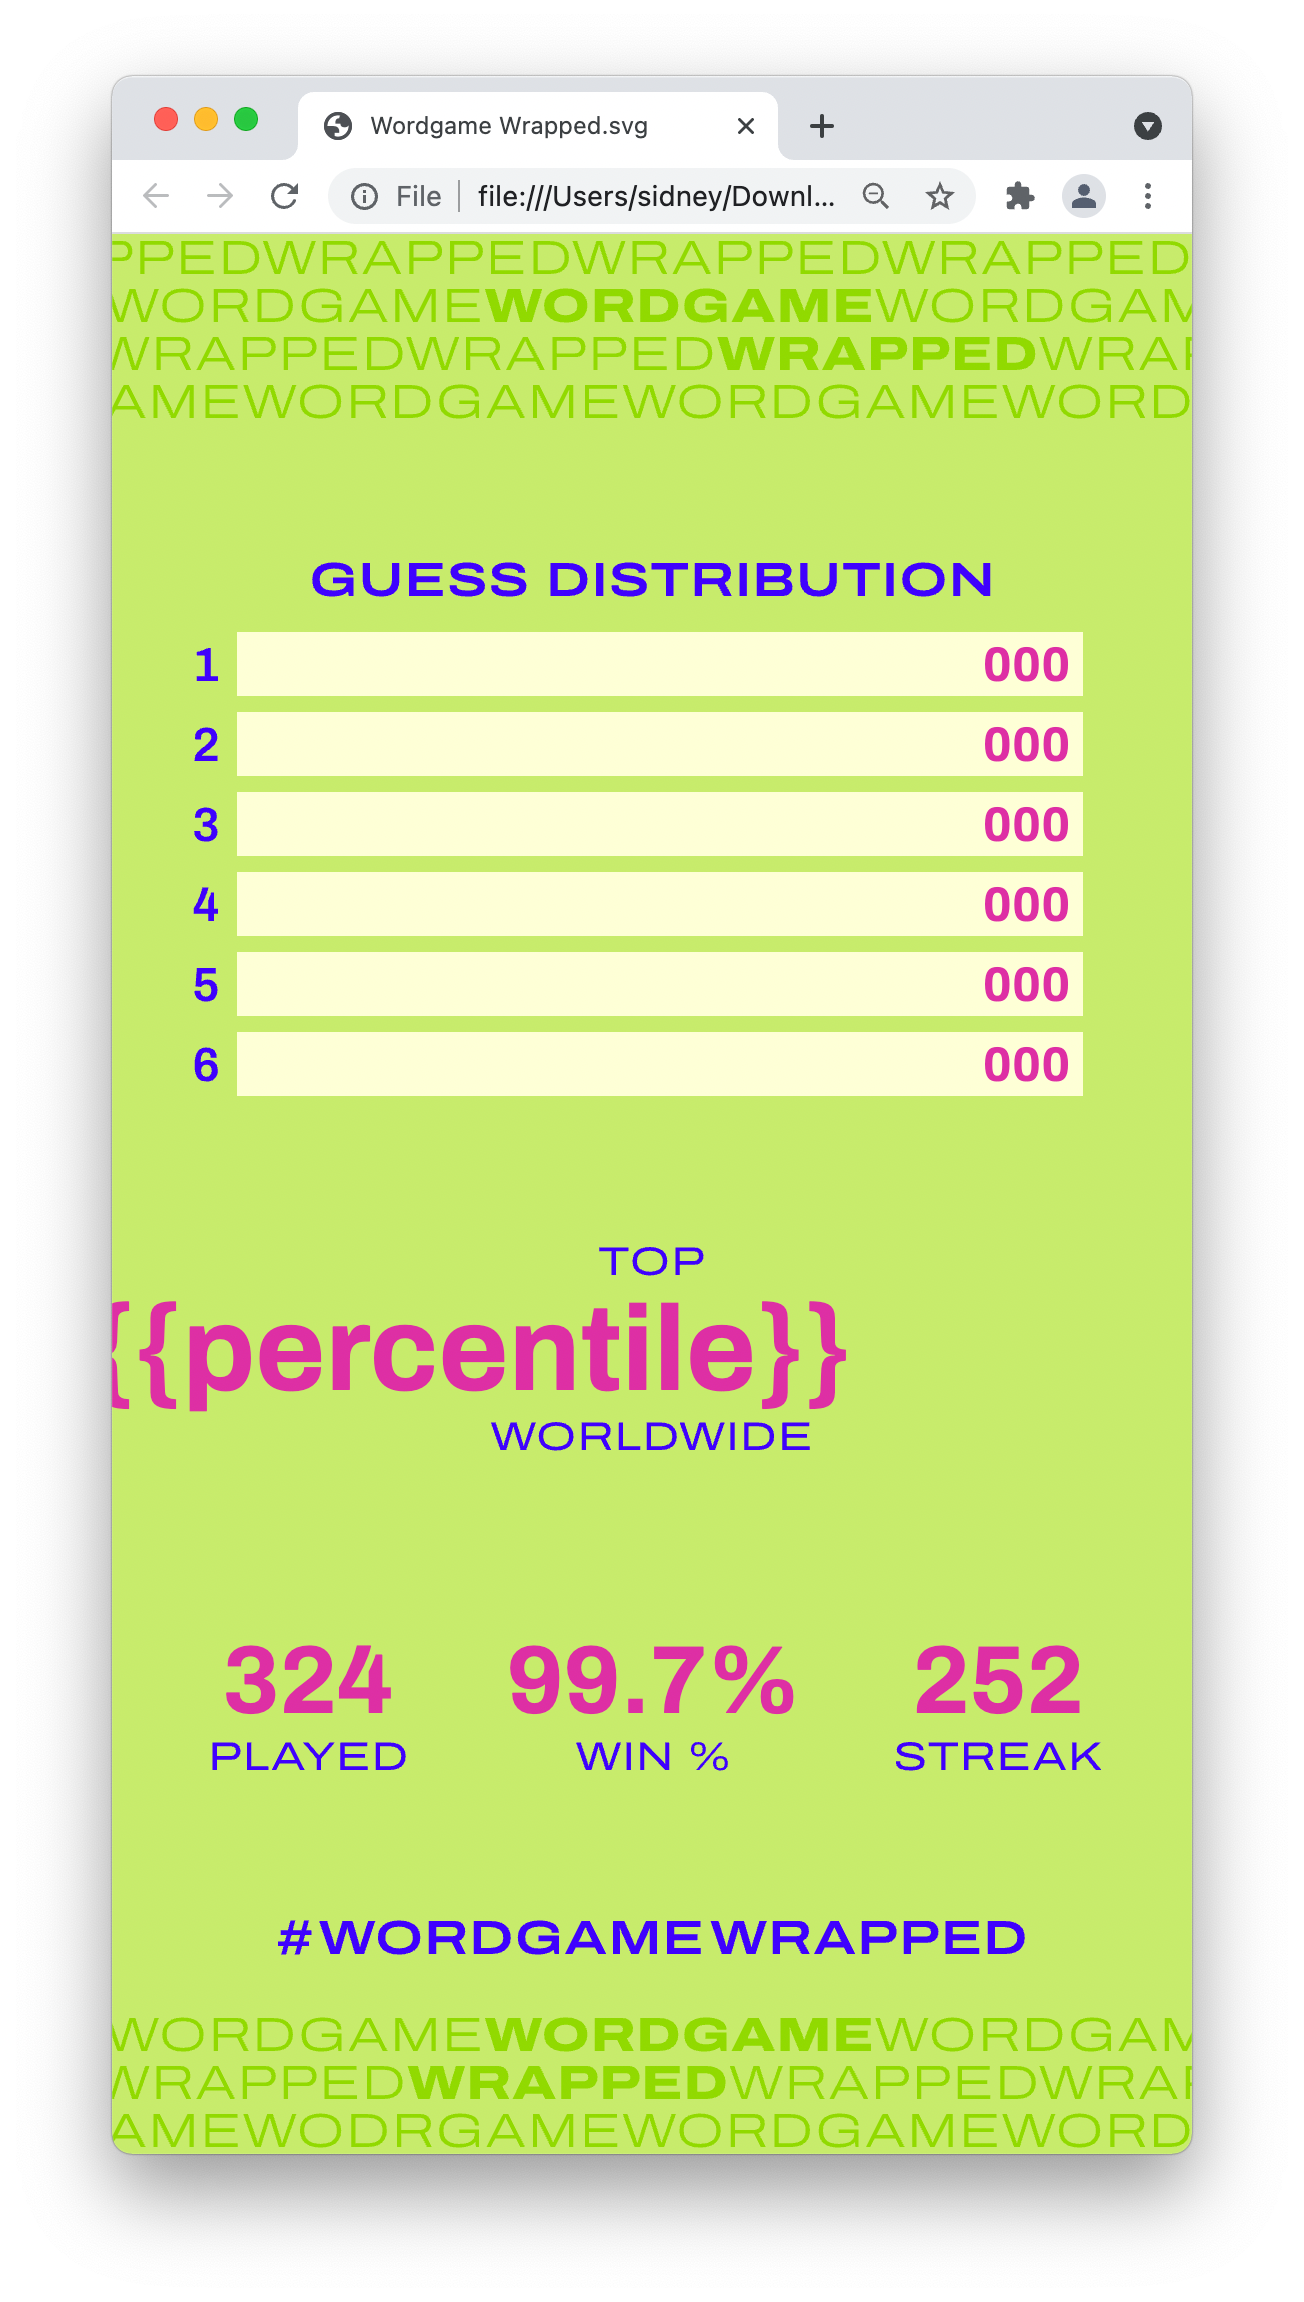 Wordgame Wrapped.svg
File file:///Users/sidney/Downl...
PPEDWRAPPEDWRAPPEDWRAPPED
WORDGAMEWORDGAMEWORDGAM
WRAPPEDWRAPPEDWRAPPEDWRAP
AMEWORDGAMEWORDGAMEWORD
GUESS DISTRIBUTION
1 000
2 000
3 000
4 000
5 000
6 000
TOP
{{percentile}}
WORLDWIDE
324 99.7% 252
PLAYED WIN % STREAK
#WORDGAMEWRAPPED
WORDGAMEWORDGAMEWORDGAM
WRAPPEDWRAPPEDWRAPPEDWRAP
AMEWODRGAMEWORDGAMEWORD